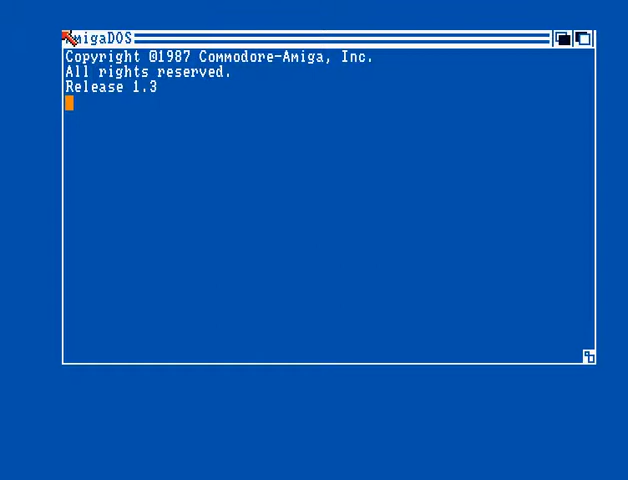 AmigaDOS
Copyright ©1987 Commodore-Amiga, Inc.
All rights reserved.
Release 1.3